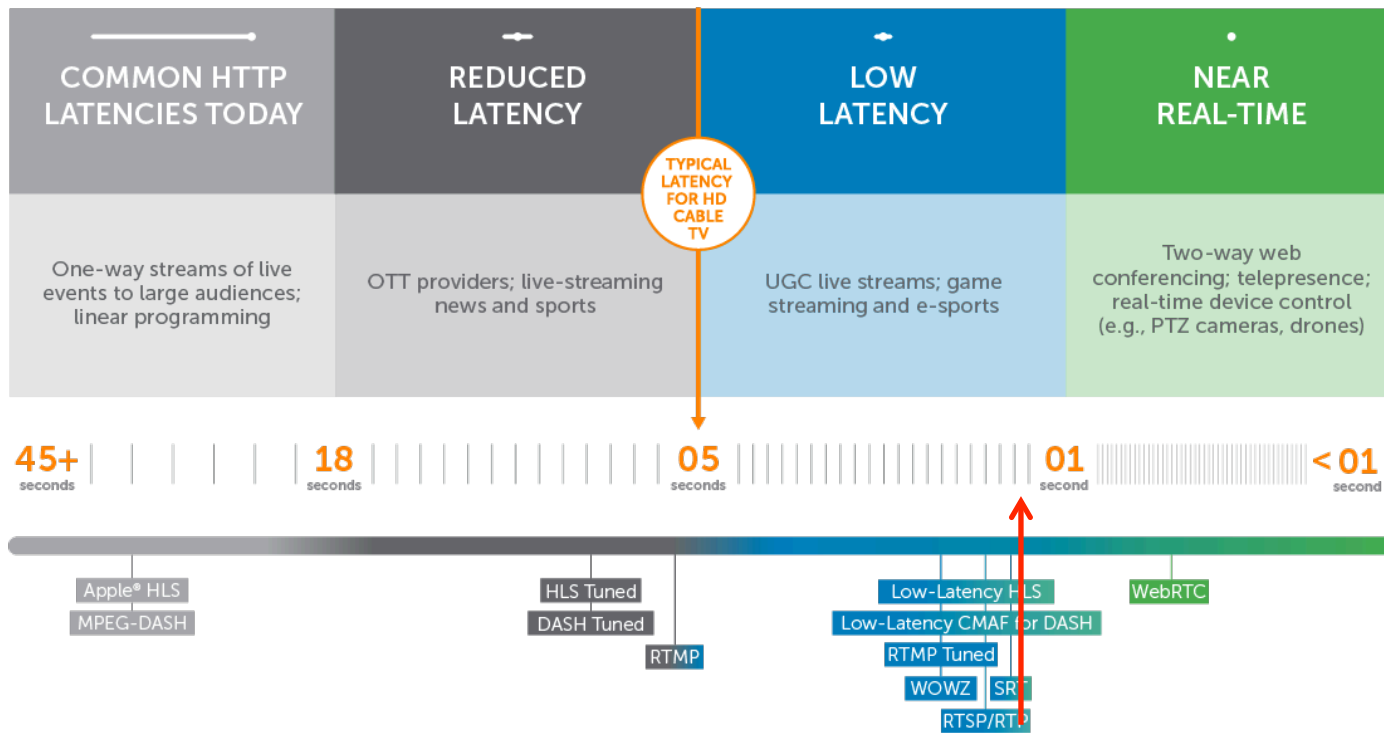 COMMON HTTP
LATENCIES TODAY
REDUCED
LATENCY
LOW
LATENCY
NEAR
REAL-TIME
TYPICAL
LATENCY
FOR HD
CABLE
TV
One-way streams of live
events to large audiences;
linear programming
OTT providers; live-streaming
news and sports
UGC live streams; game
streaming and e-sports
Two-way web
conferencing; telepresence;
real-time device control
(e.g., PTZ cameras, drones)
45+
seconds
18
seconds
05
seconds
01
second
< 01
second
Apple® HLS
MPEG-DASH
HLS Tuned
DASH Tuned
RTMP
Low-Latency HLS
Low-Latency CMAF for DASH
RTMP Tuned
WOWZ
SRT
RTSP/RTP
WebRTC